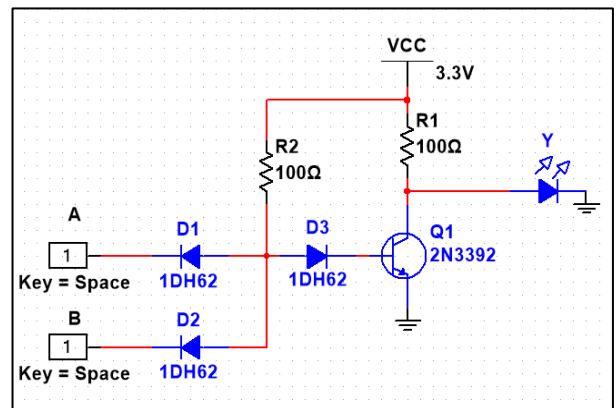 VCC
3.3V
R1
100Ω
R2
100Ω
Y
A
1
Key = Space
D1
1DH62
D3
1DH62
Q1
2N3392
B
1
Key = Space
D2
1DH62